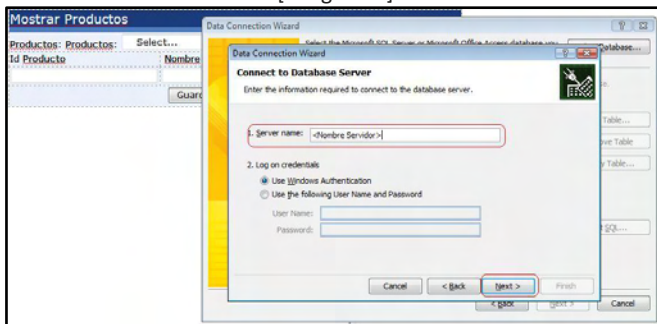 Mostrar Productos
Data Connection Wizard
Productos: Productos: Select...
Id Producto Nombre
Guard
Select the Microsoft SQL Server or Microsoft Office Access database you
Database...
Data Connection Wizard
Connect to Database Server
Enter the information required to connect to the database server.
1. Server name: <Nombre Servidor>
2. Log on credentials
Use Windows Authentication
Use the following User Name and Password
User Name:
Password:
Table...
Table
Table...
SQL...
Cancel < Back Next > Finish
< Back Next > Cancel